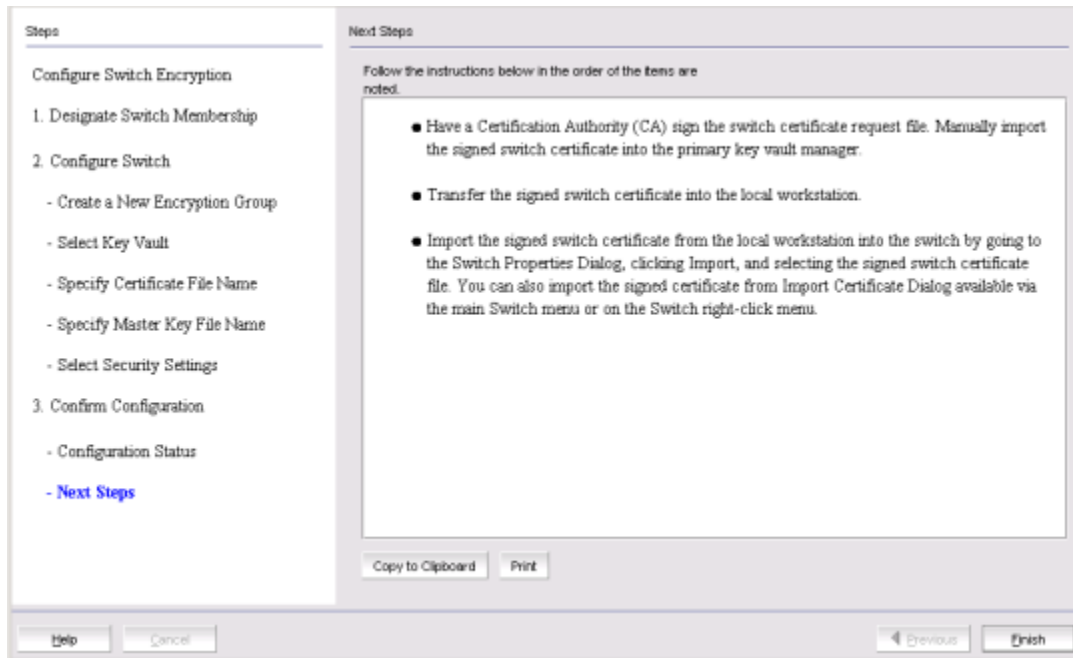 Steps
Configure Switch Encryption
1. Designate Switch Membership
2. Configure Switch
- Create a New Encryption Group
- Select Key Vault
- Specify Certificate File Name
- Specify Master Key File Name
- Select Security Settings
3. Confirm Configuration
- Configuration Status
- Next Steps
Next Steps
Follow the instructions below in the order of the items are
noted.
● Have a Certification Authority (CA) sign the switch certificate request file. Manually import
the signed switch certificate into the primary key vault manager.
● Transfer the signed switch certificate into the local workstation.
● Import the signed switch certificate from the local workstation into the switch by going to
the Switch Properties Dialog, clicking Import, and selecting the signed switch certificate
file. You can also import the signed certificate from Import Certificate Dialog available via
the main Switch menu or on the Switch right-click menu.
Copy to Clipboard Print
Help Cancel Previous Finish